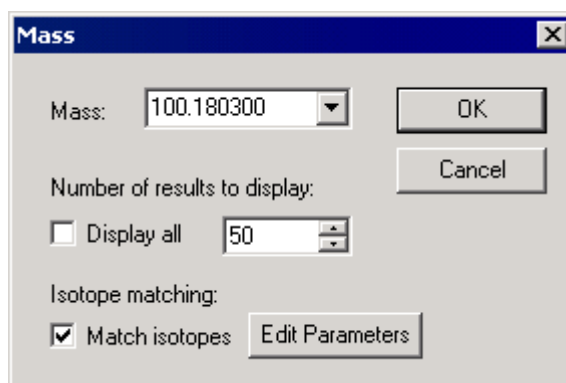 Mass
Mass: 100.180300 OK
Cancel
Number of results to display:
Display all 50
Isotope matching:
Match isotopes Edit Parameters